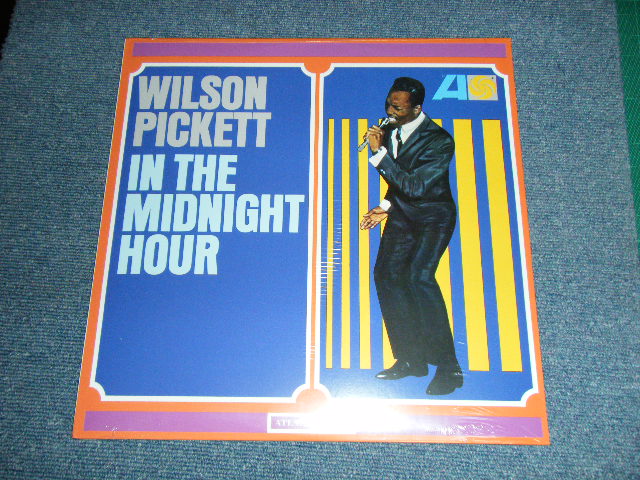 WILSON
PICKETT
IN THE
MIDNIGHT
HOUR